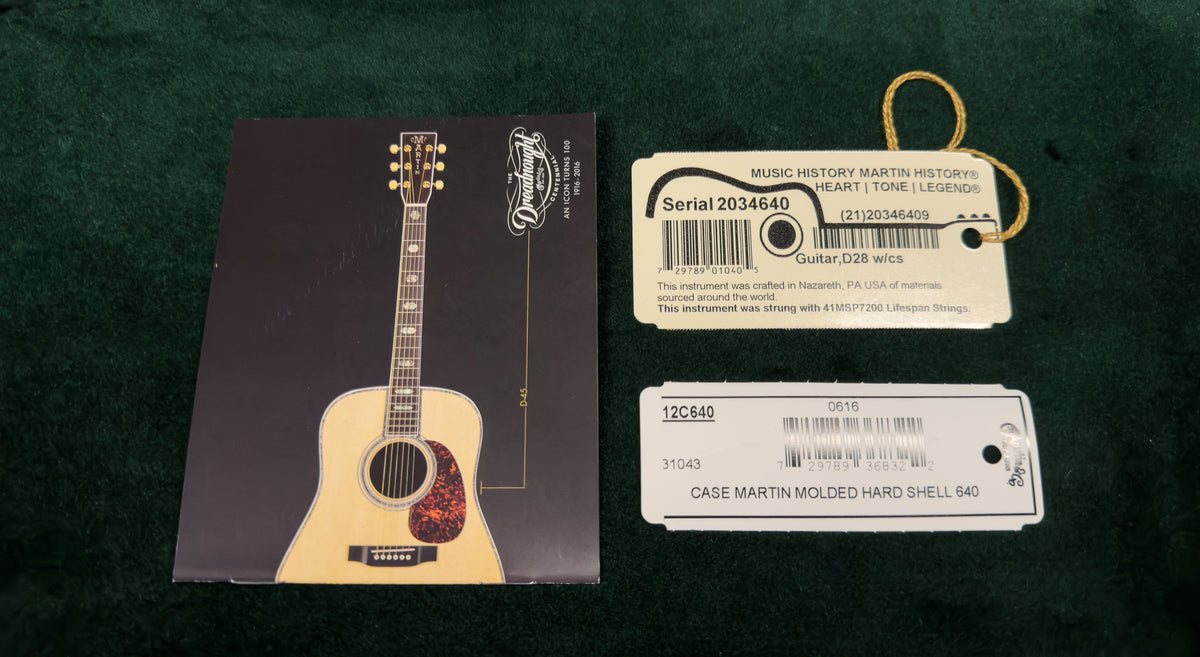 MARTIN
THE
Dreadnought
CENTENNIAL
AN ICON TURNS 100
1916 - 2016
D-45
MUSIC HISTORY MARTIN HISTORY®
HEART | TONE | LEGEND®
Serial 2034640
(21)20346409
7 29789 01040 5
Guitar,D28 w/cs
This instrument was crafted in Nazareth, PA USA of materials
sourced around the world.
This instrument was strung with 41MSP7200 Lifespan Strings.
12C640
0616
31043
7 29789 36832 2
CASE MARTIN MOLDED HARD SHELL 640